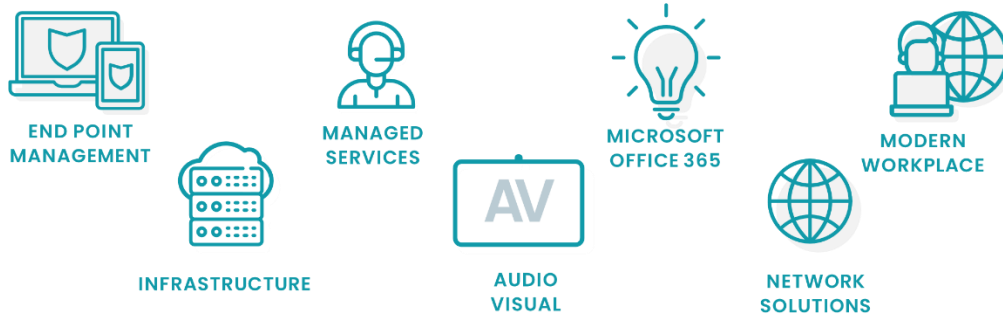 END POINT
MANAGEMENT
INFRASTRUCTURE
MANAGED
SERVICES
AV
AUDIO
VISUAL
MICROSOFT
OFFICE 365
NETWORK
SOLUTIONS
MODERN
WORKPLACE